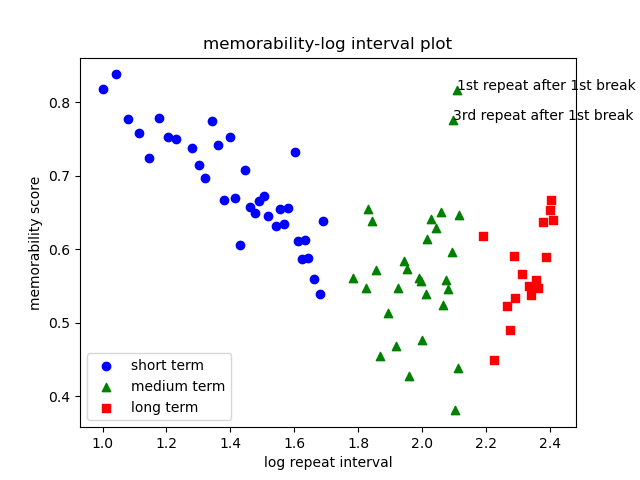 memorability-log interval plot
1st repeat after 1st break
3rd repeat after 1st break
memorability score
0.8
0.7
0.6
0.5
0.4
short term
medium term
long term
1.0 1.2 1.4 1.6 1.8 2.0 2.2 2.4
log repeat interval